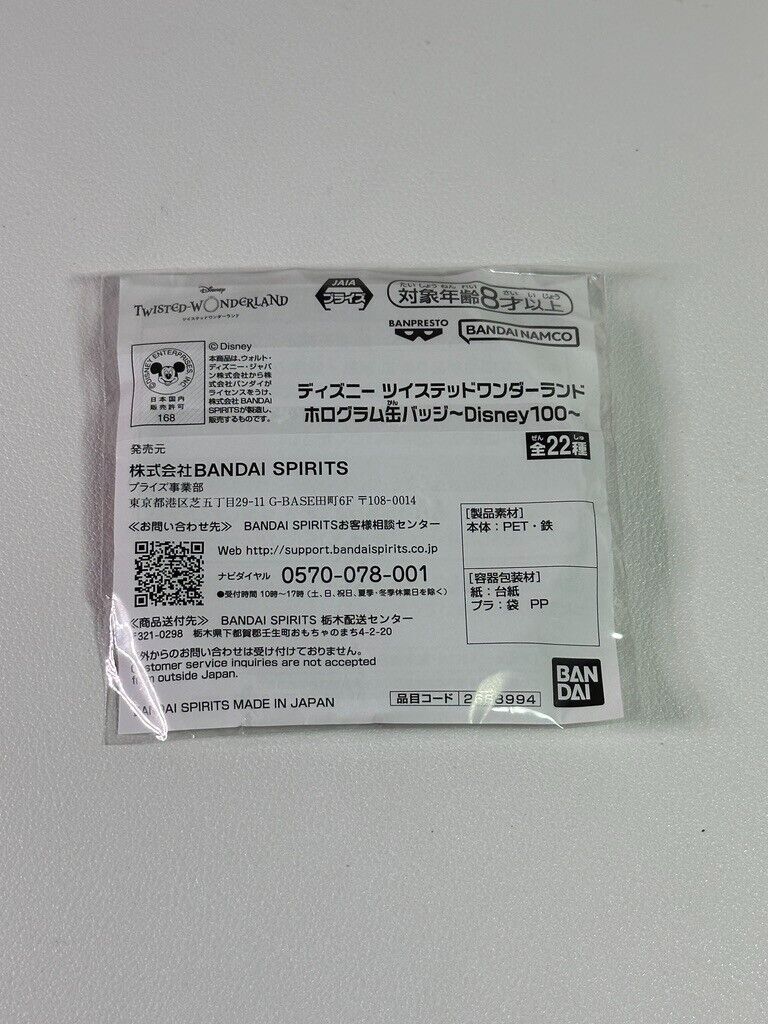 Disney
TWISTED-WONDERLAND
ツイステッドワンダーランド
JAIA
プライズ
たいしょうねんれい さいいじょう
対象年齢8才以上
BANPRESTO
BANDAI NAMCO
©DISNEY ENTERPRISES, INC.
日本国内
販売許可
168
©Disney
本商品は、ウォルト・
ディズニー・ジャパ
ン株式会社から株
式会社バンダイが
ライセンスをうけ、
株式会社 BANDAI
SPIRITSが製造し、
販売するものです。
ディズニー ツイステッドワンダーランド
かん
ホログラム缶バッジ~Disney100~
ぜん しゅ
全22種
発売元
株式会社BANDAI SPIRITS
プライズ事業部
東京都港区芝五丁目29-11 G-BASE田町6F 〒108-0014
≪お問い合わせ先≫ BANDAI SPIRITSお客様相談センター
Web http://support.bandaispirits.co.jp
ナビダイヤル 0570-078-001
●受付時間 10時~17時(土、日、祝日、夏季・冬季休業日を除く)
≪商品送付先≫ BANDAI SPIRITS 栃木配送センター
〒321-0298 栃木県下都賀郡壬生町おもちゃのまち4-2-20
外からのお問い合わせは受け付けておりません。
Customer service inquiries are not accepted
from outside Japan.
BANDAI SPIRITS MADE IN JAPAN
[製品素材]
本体:PET・鉄
[容器包装材]
紙:台紙
プラ:袋 PP
品目コード
BAN
DAI